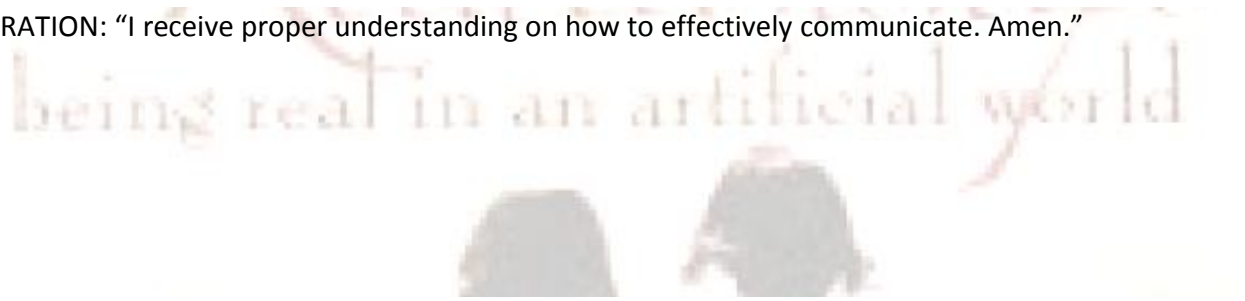 RATION: “I receive proper understanding on how to effectively communicate. Amen.”
being real in an artificial world